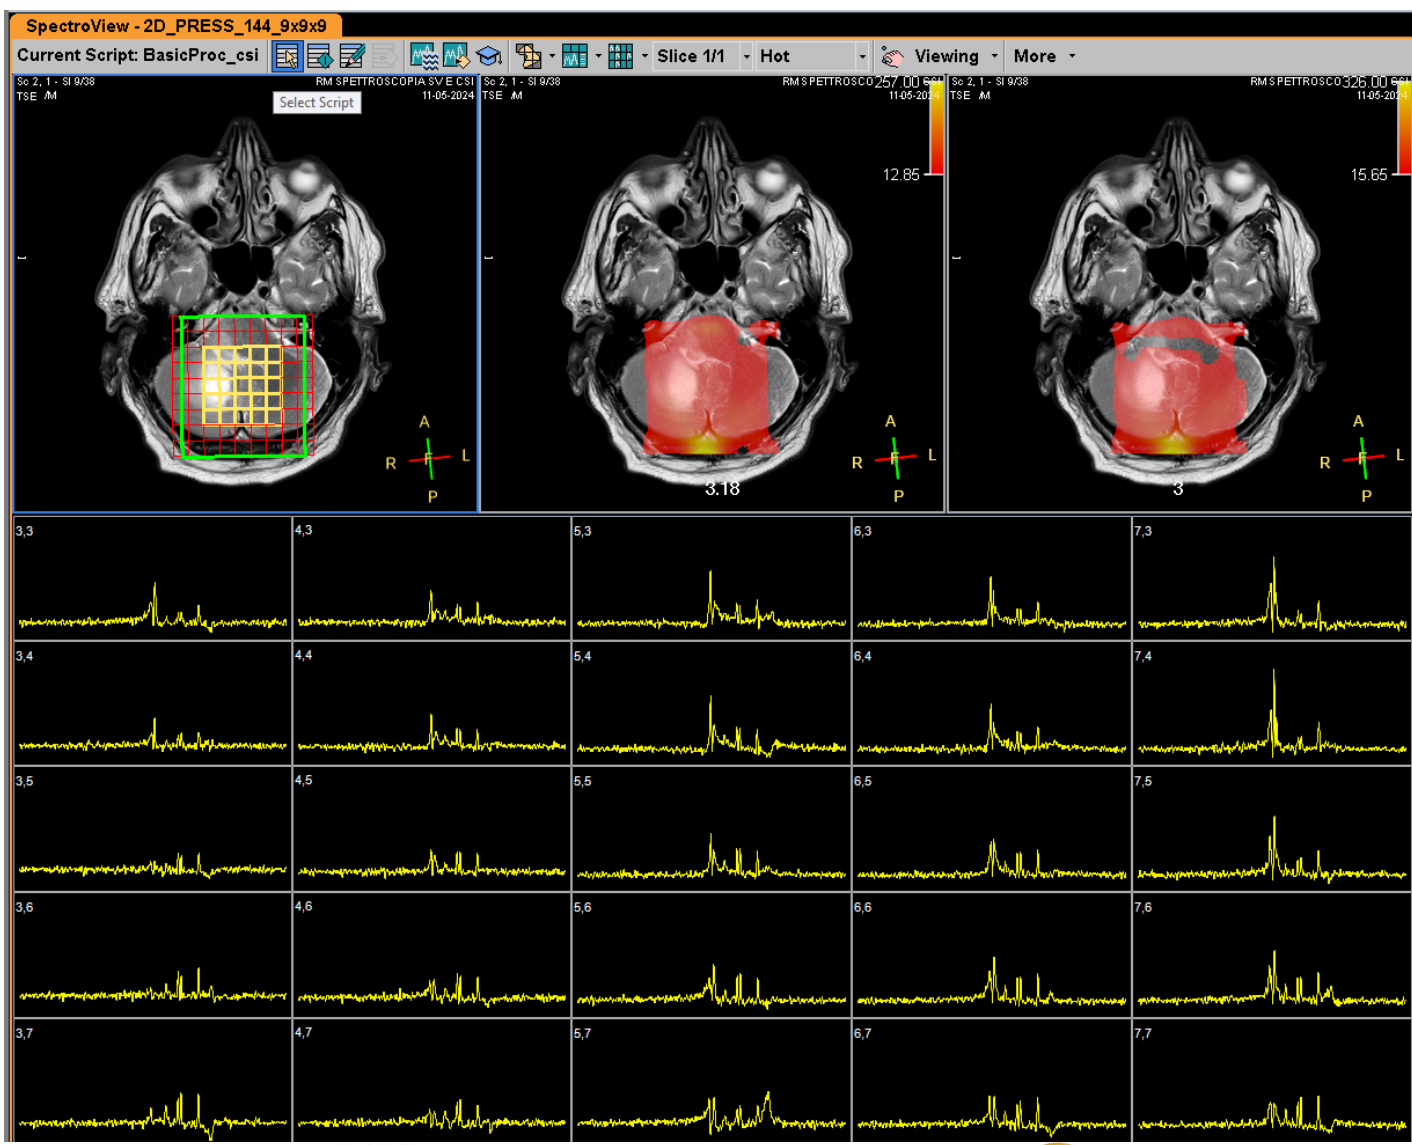 SpectroView - 2D_PRESS_144_9x9x9
Current Script: BasicProc_csi
Slice 1/1
Hot
Viewing
More
Select Script
Sc 2, 1 - SI 9/38
RM SPETTROSCOPIA SV E CSI
TSE /M
11-05-2024
A
R F L
P
Sc 2, 1 - SI 9/38
RM SPETTROSCO
257.00
TSE /M
11-05-2024
12.85
A
R F L
P
3.18
Sc 2, 1 - SI 9/38
RM SPETTROSCO
326.00
TSE /M
11-05-2024
15.65
A
R F L
P
3
3,3 4,3 5,3 6,3 7,3
3,4 4,4 5,4 6,4 7,4
3,5 4,5 5,5 6,5 7,5
3,6 4,6 5,6 6,6 7,6
3,7 4,7 5,7 6,7 7,7